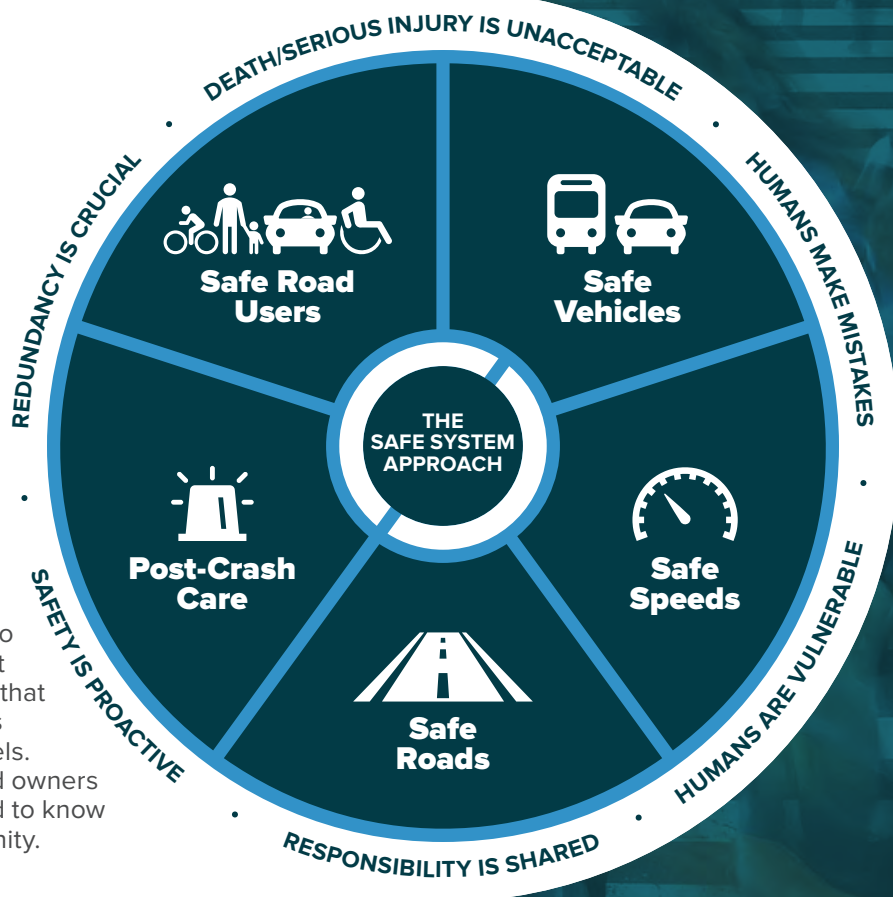 DEATH/SERIOUS INJURY IS UNACCEPTABLE
HUMANS MAKE MISTAKES
HUMANS ARE VULNERABLE
RESPONSIBILITY IS SHARED
SAFETY IS PROACTIVE
REDUNDANCY IS CRUCIAL
Safe Road
Users
Safe
Vehicles
THE
SAFE SYSTEM
APPROACH
Post-Crash
Care
Safe
Speeds
Safe
Roads
that
owners
to know